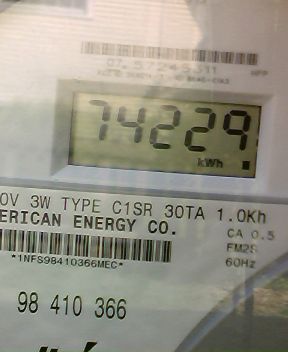 74229
kWh
0V 3W TYPE C1SR 30TA 1.0Kh
ERICAN ENERGY CO.
CA 0.5
FM2S
60Hz
*1NFS98410366MEC*
98 410 366